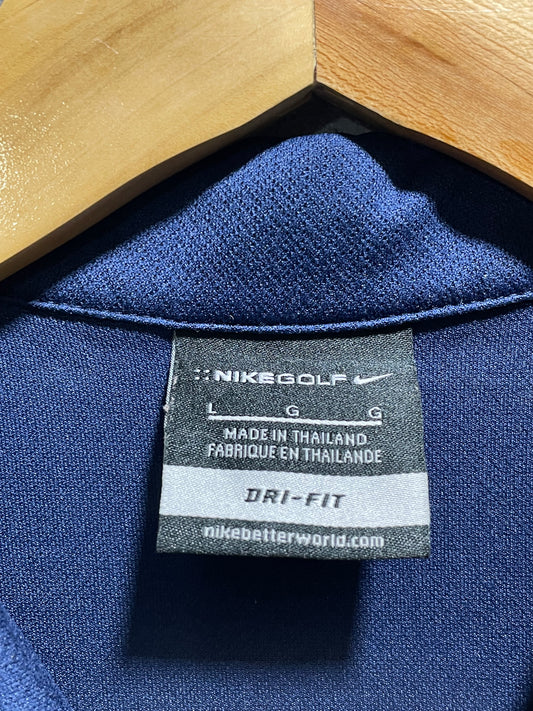 NIKEGOLF
L G G
MADE IN THAILAND
FABRIQUE EN THAILANDE
DRI-FIT
nikebetterworld.com